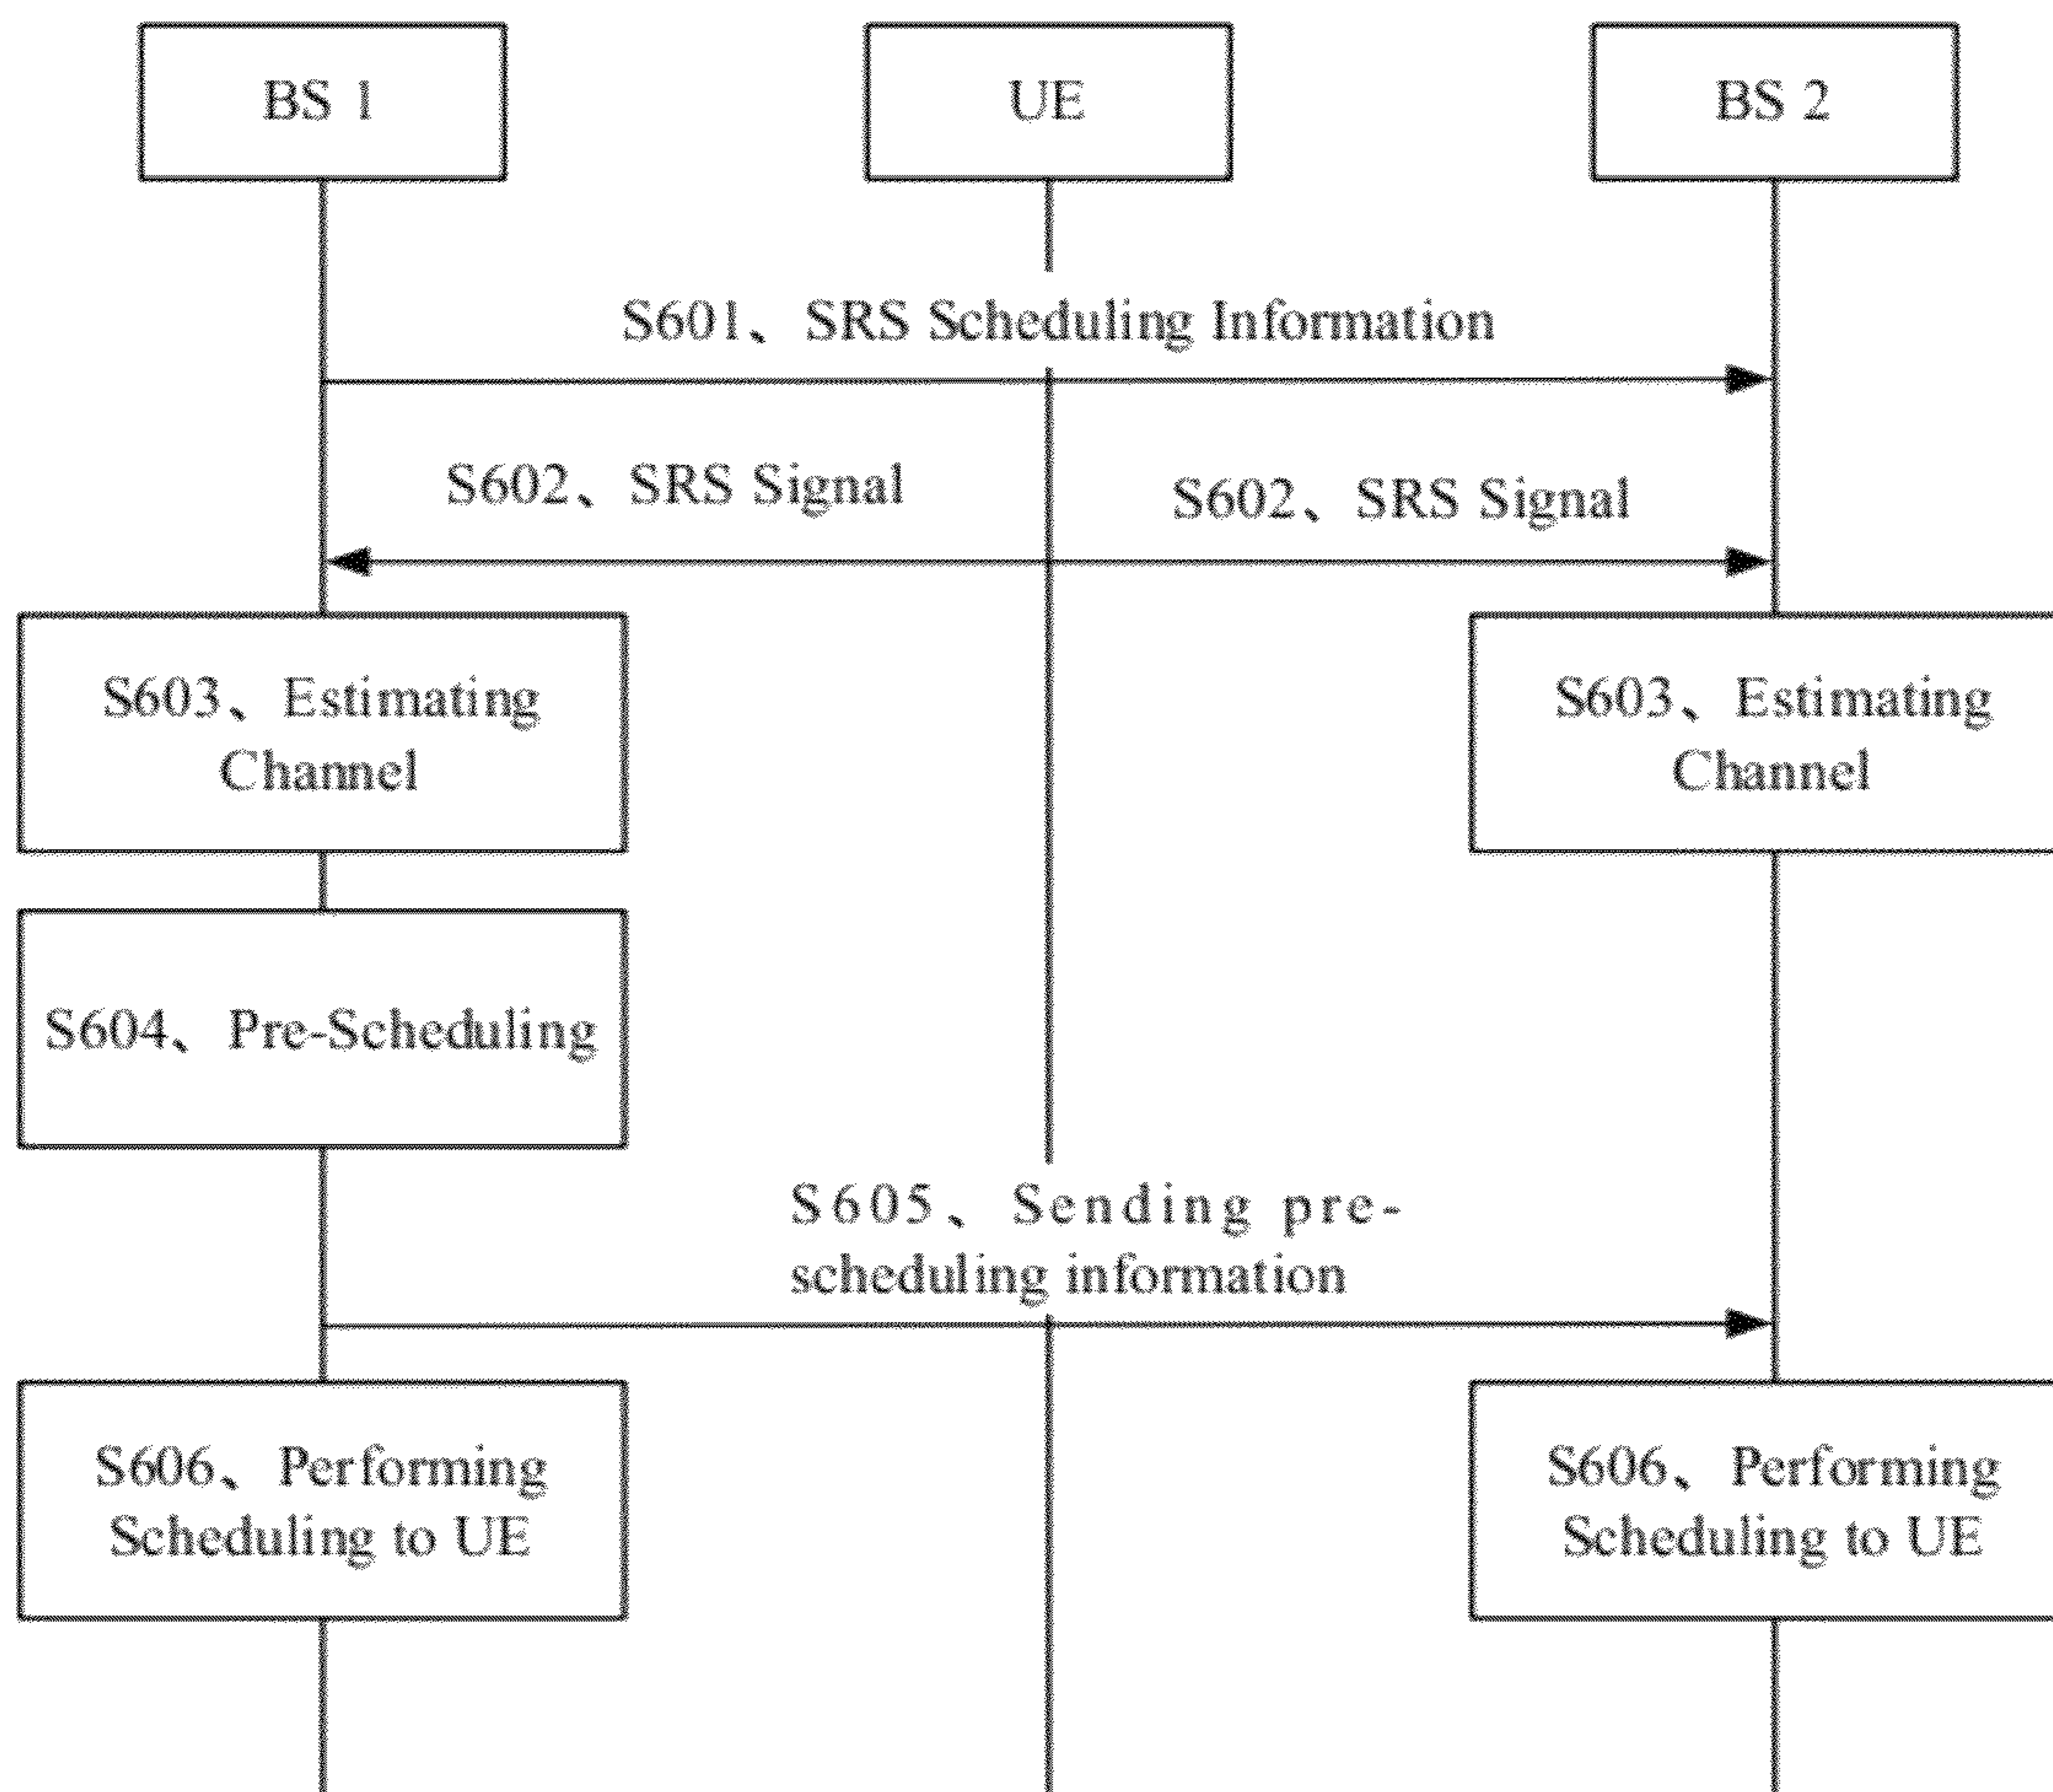 BS 1
UE
BS 2
S601、SRS Scheduling Information
S602、SRS Signal
S602、SRS Signal
S603、Estimating
Channel
S603、Estimating
Channel
S604、Pre-Scheduling
S605、Sending pre-
scheduling information
S606、Performing
Scheduling to UE
S606、Performing
Scheduling to UE